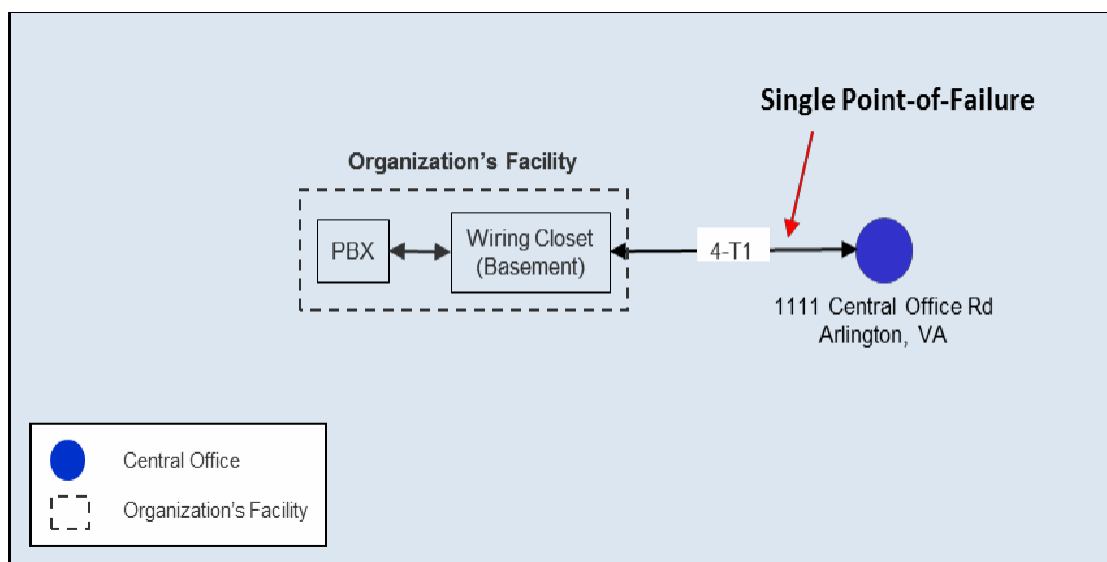 Single Point-of-Failure
Organization's Facility
PBX
Wiring Closet
(Basement)
4-T1
1111 Central Office Rd
Arlington, VA
Central Office
Organization's Facility